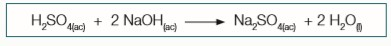 H₂SO₄₍ac₎ + 2 NaOH₍ac₎ ⟶ Na₂SO₄₍ac₎ + 2 H₂O₍l₎